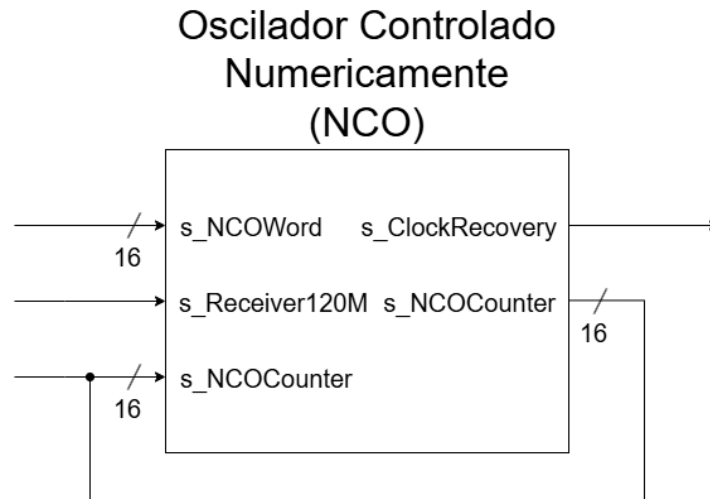 Oscilador Controlado
Numericamente
(NCO)
s_NCOWord s_ClockRecovery
16
s_Receiver120M s_NCOCounter
16
s_NCOCounter
16